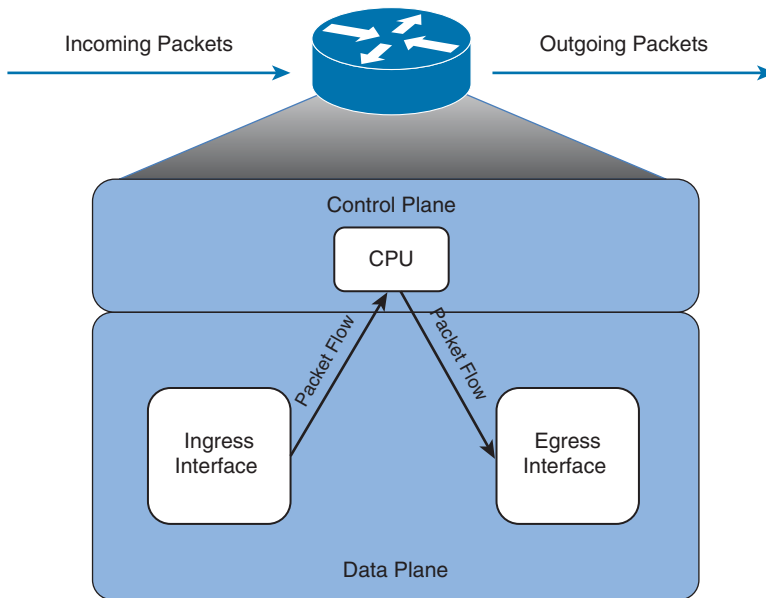 Incoming Packets
Outgoing Packets
Control Plane
CPU
Packet Flow
Packet Flow
Ingress
Interface
Egress
Interface
Data Plane